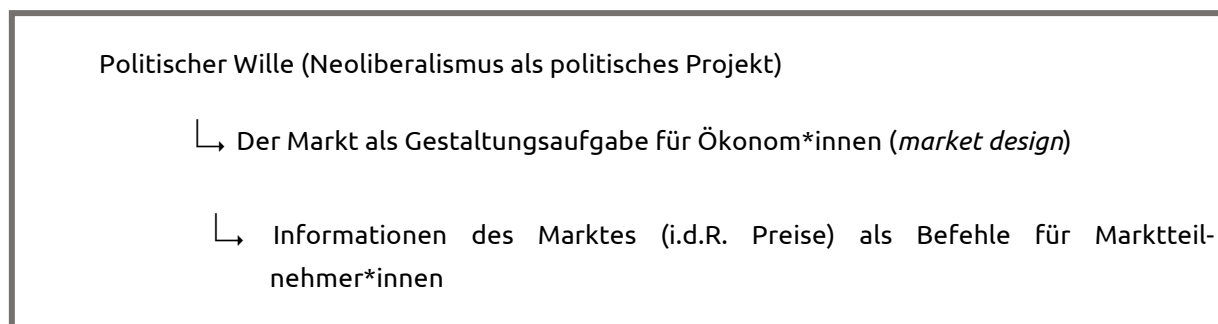 Politischer Wille (Neoliberalismus als politisches Projekt)
Der Markt als Gestaltungsaufgabe für Ökonom*innen (market design)
Informationen des Marktes (i.d.R. Preise) als Befehle für Marktteil-
nehmer*innen